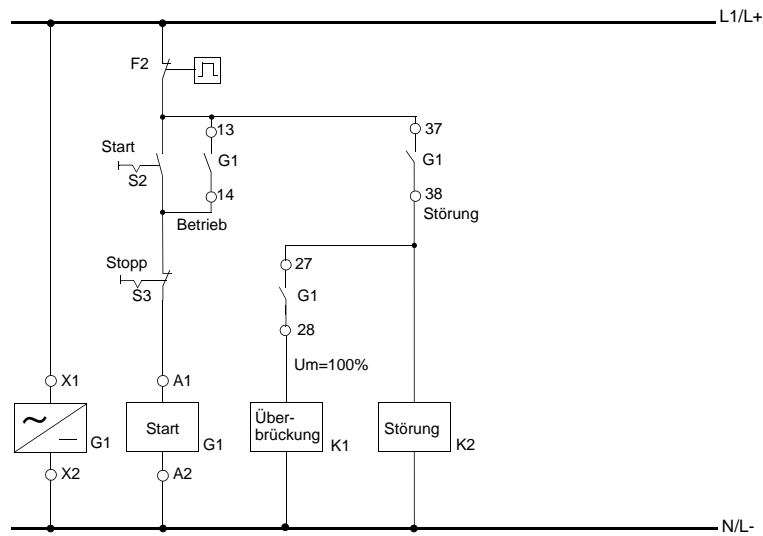 L1/L+
F2
13
37
Start
G1
G1
S2
14
38
Betrieb
Störung
Stopp
27
S3
G1
28
Um=100%
X1
A1
~
Start
Über-
brückung
Störung
G1
G1
K1
K2
X2
A2
N/L-